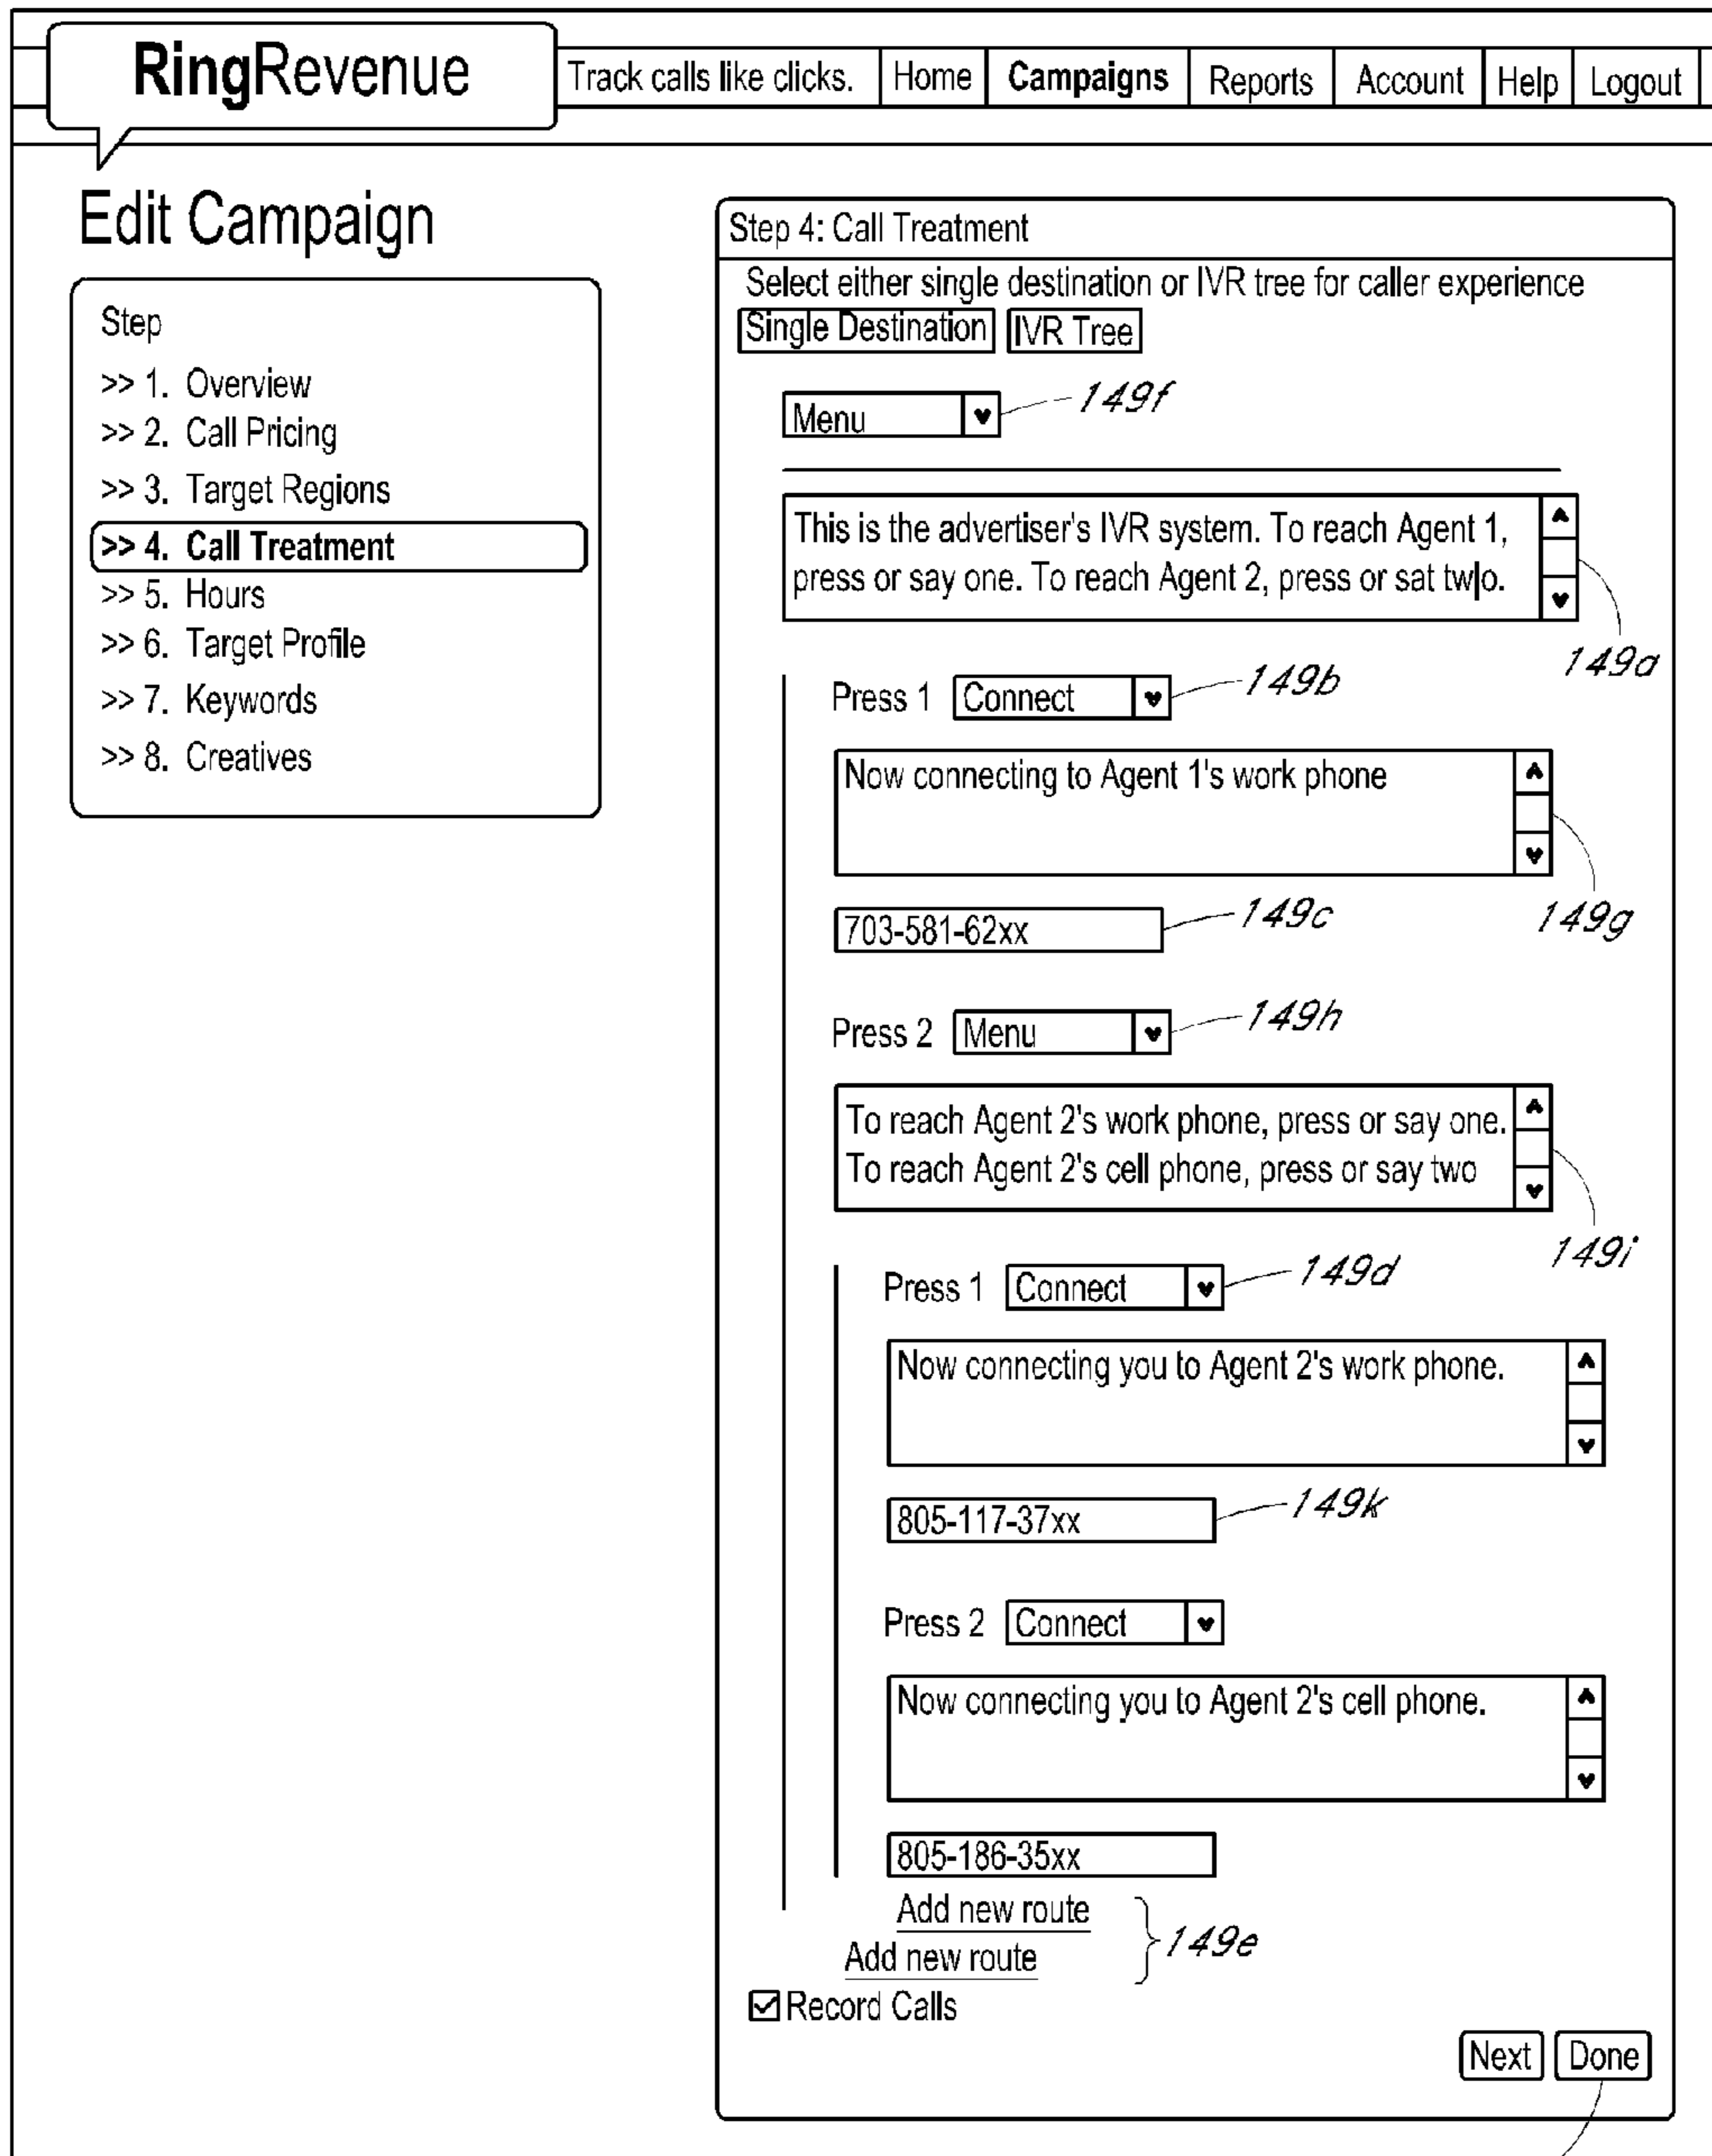 RingRevenue
Track calls like clicks. Home Campaigns Reports Account Help Logout
Edit Campaign
Step
>> 1. Overview
>> 2. Call Pricing
>> 3. Target Regions
>> 4. Call Treatment
>> 5. Hours
>> 6. Target Profile
>> 7. Keywords
>> 8. Creatives
Step 4: Call Treatment
Select either single destination or IVR tree for caller experience
Single Destination IVR Tree
Menu 149f
This is the advertiser's IVR system. To reach Agent 1,
press or say one. To reach Agent 2, press or sat two.
149a
Press 1 Connect 149b
Now connecting to Agent 1's work phone
149g
703-581-62xx 149c
Press 2 Menu 149h
To reach Agent 2's work phone, press or say one.
To reach Agent 2's cell phone, press or say two
149i
Press 1 Connect 149d
Now connecting you to Agent 2's work phone.
805-117-37xx 149k
Press 2 Connect
Now connecting you to Agent 2's cell phone.
805-186-35xx
Add new route
Add new route
149e
Record Calls
Next Done